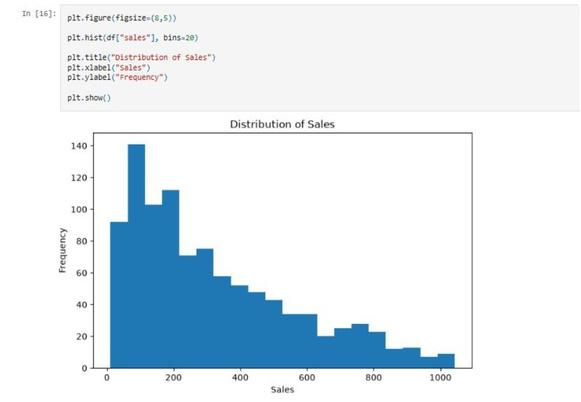 In [16]:
plt.figure(figsize=(8,5))
plt.hist(df["sales"], bins=20)
plt.title("Distribution of Sales")
plt.xlabel("Sales")
plt.ylabel("Frequency")
plt.show()
Distribution of Sales
140
120
100
80
60
40
20
0
Frequency
0 200 400 600 800 1000
Sales